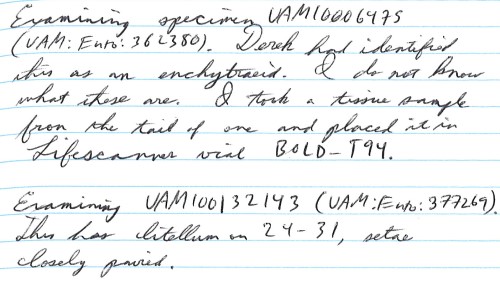 Examining specimen UAM10006475
(UAM:Ento:362380). Derek had identified
this as an enchytraeid. I do not know
what these are. I took a tissue sample
from the tail of one and placed it in
Lifescanner vial BOLD-T94.
Examining UAM100132143 (UAM:Ento:377269).
This has clitellum on 24-31, setae
closely paired.